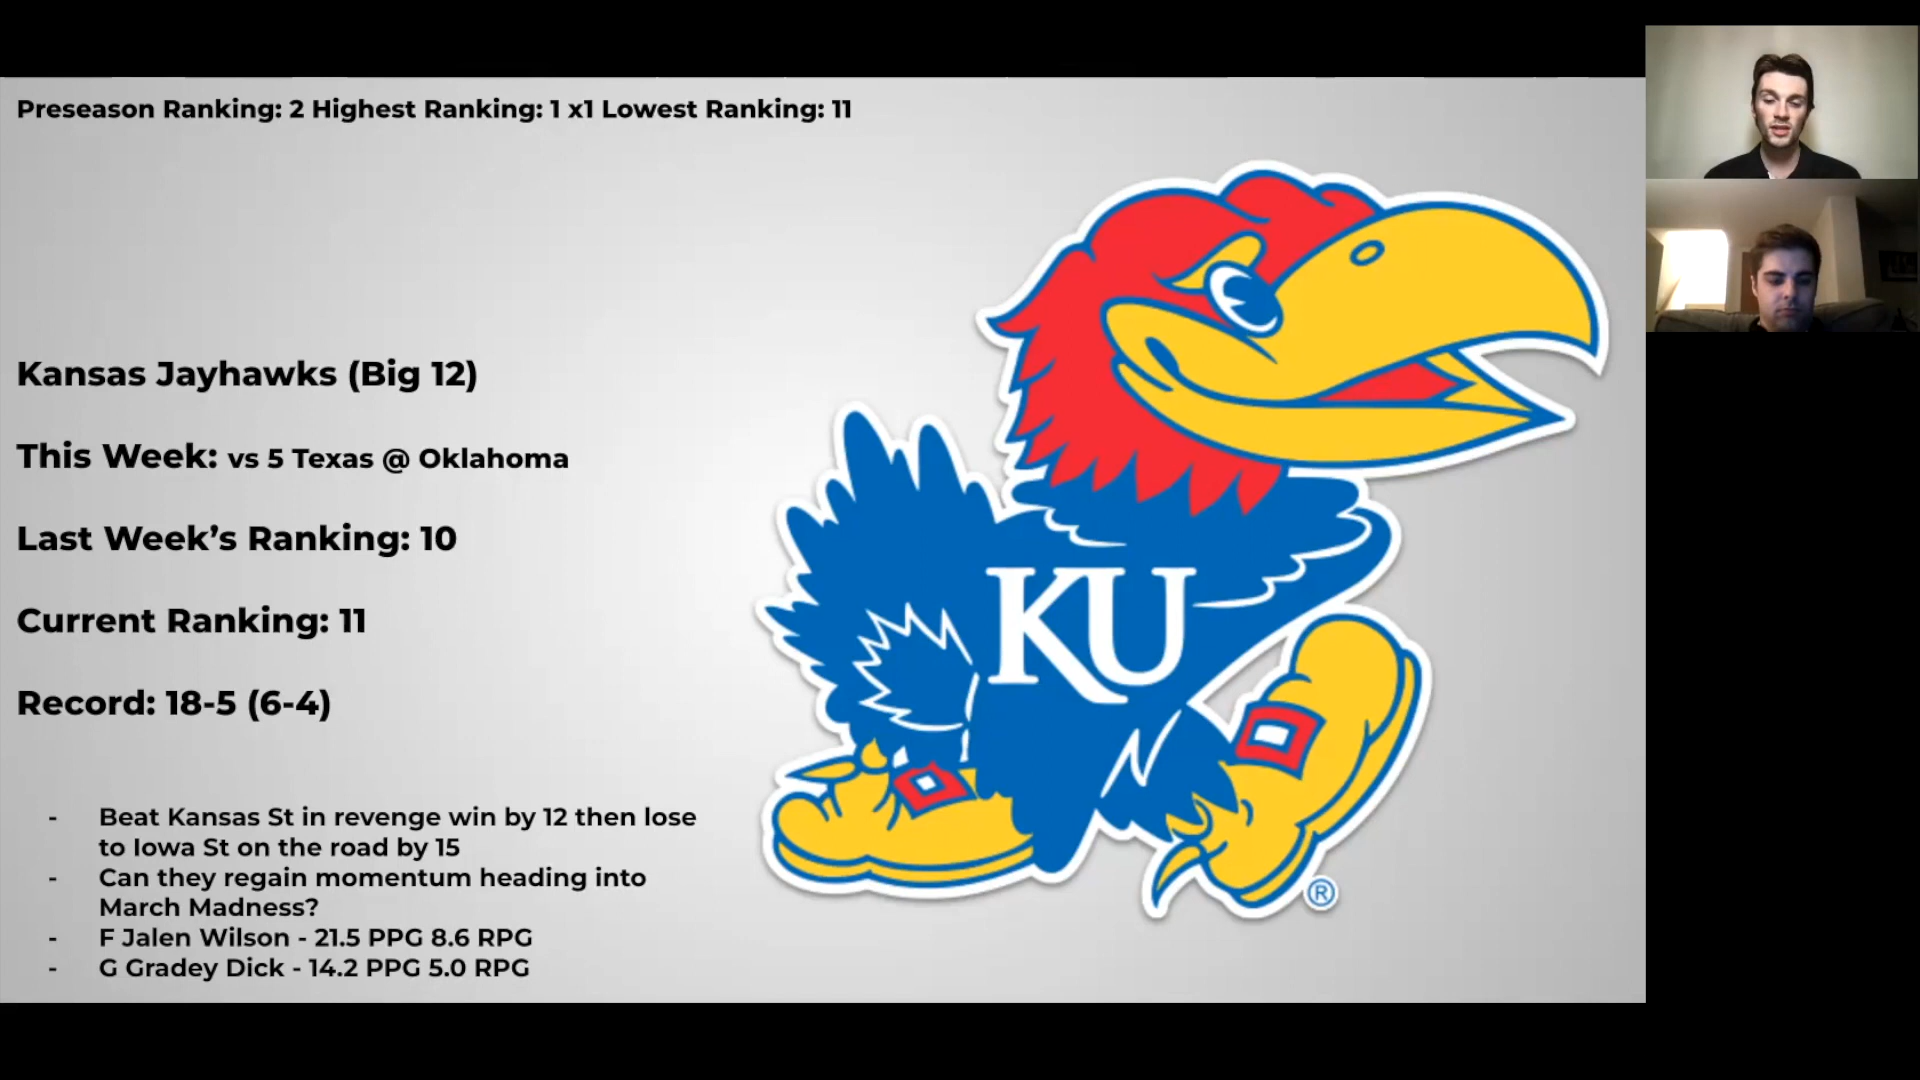 Preseason Ranking: 2 Highest Ranking: 1 x1 Lowest Ranking: 11
Kansas Jayhawks (Big 12)
This Week: vs 5 Texas @ Oklahoma
Last Week’s Ranking: 10
Current Ranking: 11
Record: 18-5 (6-4)
- Beat Kansas St in revenge win by 12 then lose
to Iowa St on the road by 15
- Can they regain momentum heading into
March Madness?
- F Jalen Wilson - 21.5 PPG 8.6 RPG
- G Gradey Dick - 14.2 PPG 5.0 RPG
KU
®